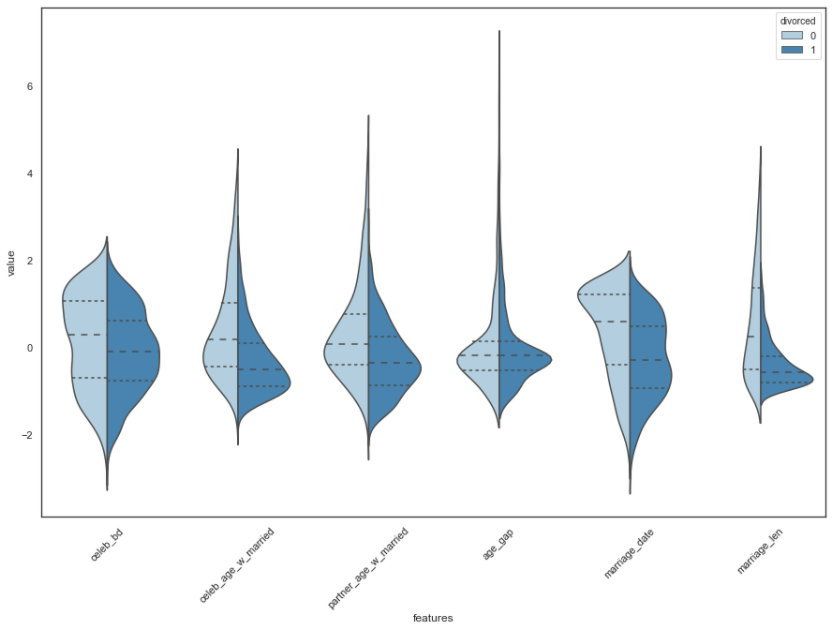 divorced
0
1
6
4
2
0
−2
value
celeb_bd
celeb_age_w_married
partner_age_w_married
age_gap
marriage_date
marriage_len
features